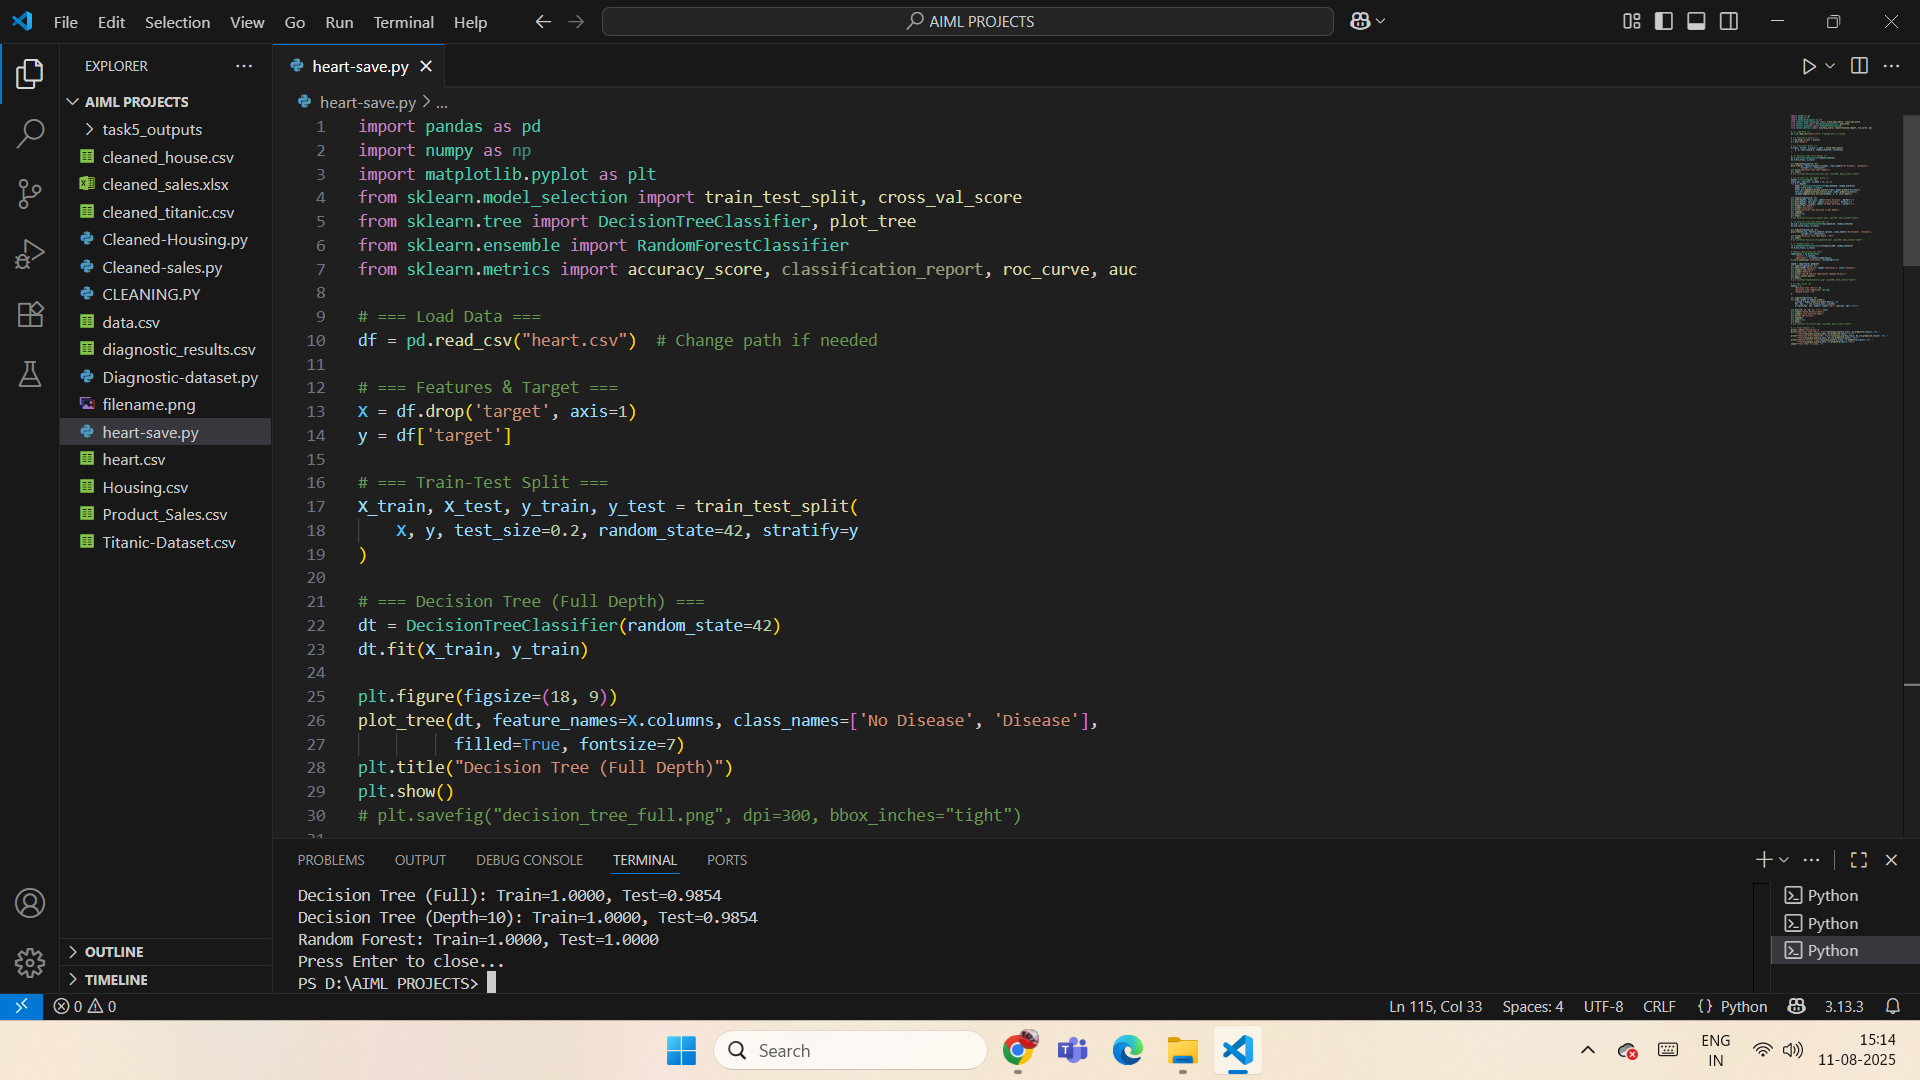 File Edit Selection View Go Run Terminal Help
AIML PROJECTS
EXPLORER
AIML PROJECTS
task5_outputs
cleaned_house.csv
cleaned_sales.xlsx
cleaned_titanic.csv
Cleaned-Housing.py
Cleaned-sales.py
CLEANING.PY
data.csv
diagnostic_results.csv
Diagnostic-dataset.py
filename.png
heart-save.py
heart.csv
Housing.csv
Product_Sales.csv
Titanic-Dataset.csv
OUTLINE
TIMELINE
heart-save.py
heart-save.py > ...
1 import pandas as pd
2 import numpy as np
3 import matplotlib.pyplot as plt
4 from sklearn.model_selection import train_test_split, cross_val_score
5 from sklearn.tree import DecisionTreeClassifier, plot_tree
6 from sklearn.ensemble import RandomForestClassifier
7 from sklearn.metrics import accuracy_score, classification_report, roc_curve, auc
8
9 # === Load Data ===
10 df = pd.read_csv("heart.csv")  # Change path if needed
11
12 # === Features & Target ===
13 X = df.drop('target', axis=1)
14 y = df['target']
15
16 # === Train-Test Split ===
17 X_train, X_test, y_train, y_test = train_test_split(
18     X, y, test_size=0.2, random_state=42, stratify=y
19 )
20
21 # === Decision Tree (Full Depth) ===
22 dt = DecisionTreeClassifier(random_state=42)
23 dt.fit(X_train, y_train)
24
25 plt.figure(figsize=(18, 9))
26 plot_tree(dt, feature_names=X.columns, class_names=['No Disease', 'Disease'],
27           filled=True, fontsize=7)
28 plt.title("Decision Tree (Full Depth)")
29 plt.show()
30 # plt.savefig("decision_tree_full.png", dpi=300, bbox_inches="tight")
PROBLEMS OUTPUT DEBUG CONSOLE TERMINAL PORTS
Decision Tree (Full): Train=1.0000, Test=0.9854
Decision Tree (Depth=10): Train=1.0000, Test=0.9854
Random Forest: Train=1.0000, Test=1.0000
Press Enter to close...
PS D:\AIML PROJECTS>
Python
Python
Python
0 0
Ln 115, Col 33 Spaces: 4 UTF-8 CRLF {} Python 3.13.3
Search
ENG
IN
15:14
11-08-2025